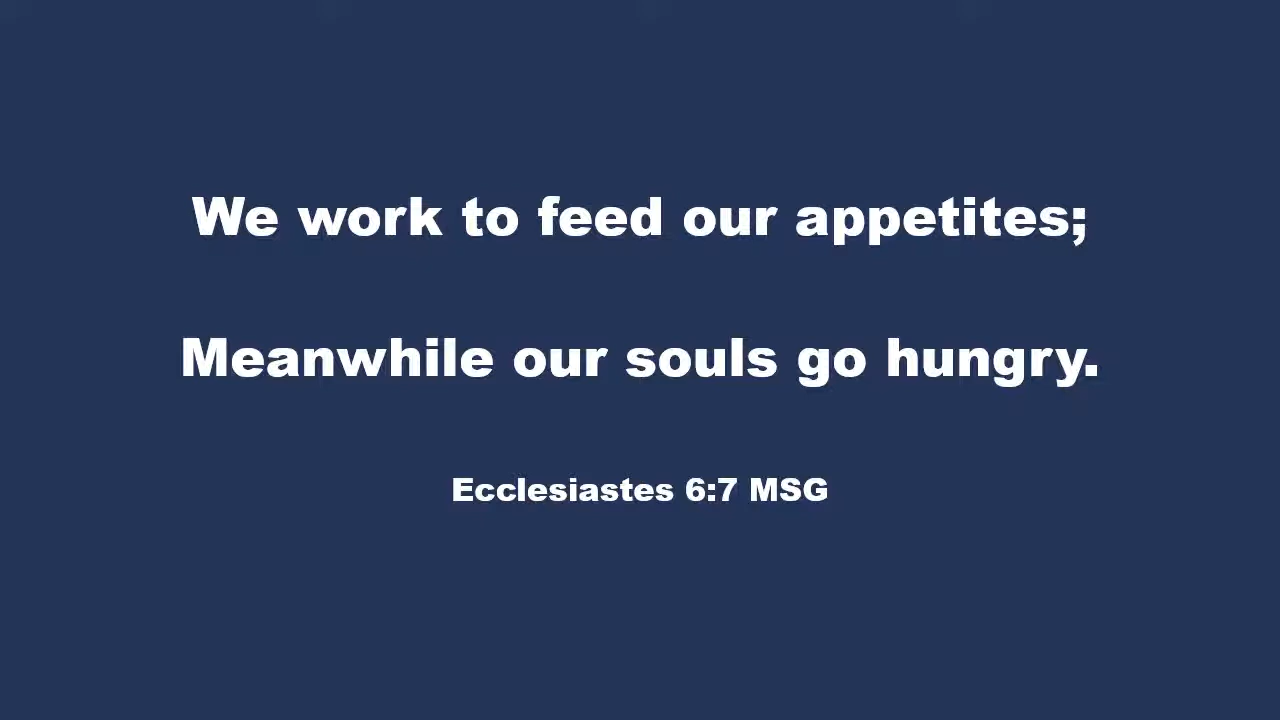 We work to feed our appetites;
Meanwhile our souls go hungry.
Ecclesiastes 6:7 MSG